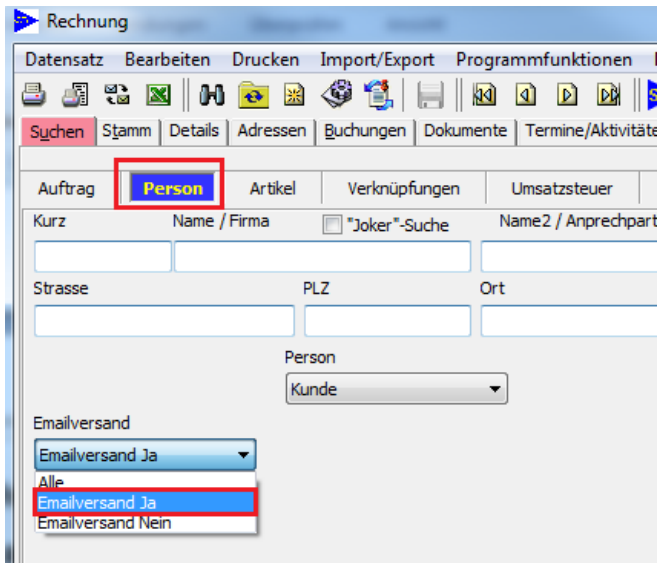 Rechnung
Datensatz Bearbeiten Drucken Import/Export Programmfunktionen
Suchen Stamm Details Adressen Buchungen Dokumente Termine/Aktivitäte
Auftrag Person Artikel Verknüpfungen Umsatzsteuer
Kurz Name / Firma "Joker"-Suche Name2 / Anprechpart
Strasse PLZ Ort
Person
Kunde
Emailversand
Emailversand Ja
Alle
Emailversand Ja
Emailversand Nein